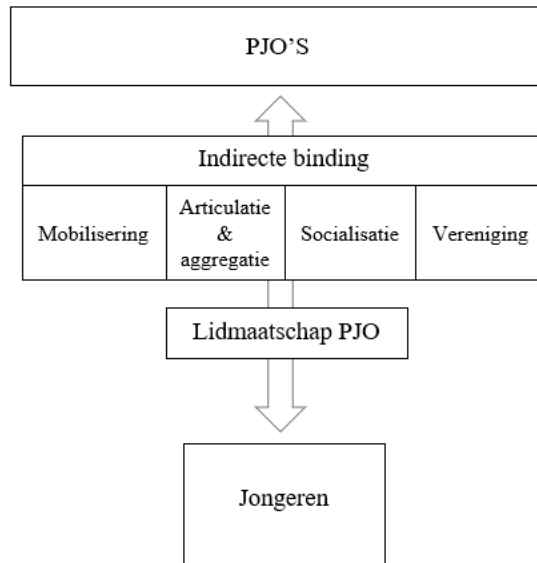 PJO'S
Indirecte binding
Mobilisering
Articulatie
&
aggregatie
Socialisatie
Vereniging
Lidmaatschap PJO
Jongeren